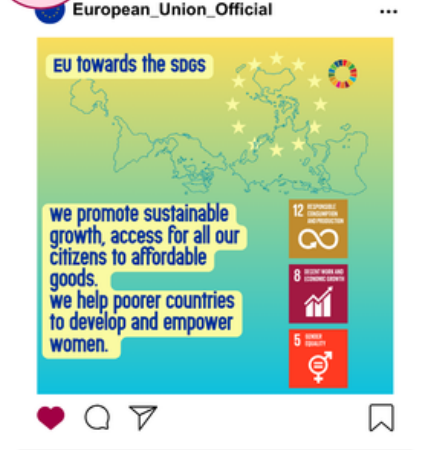 European_Union_Official
EU towards the SDGs
we promote sustainable
growth, access for all our
citizens to affordable
goods.
we help poorer countries
to develop and empower
women.
12 RESPONSIBLE
CONSUMPTION
AND PRODUCTION
8 DECENT WORK AND
ECONOMIC GROWTH
5 GENDER
EQUALITY